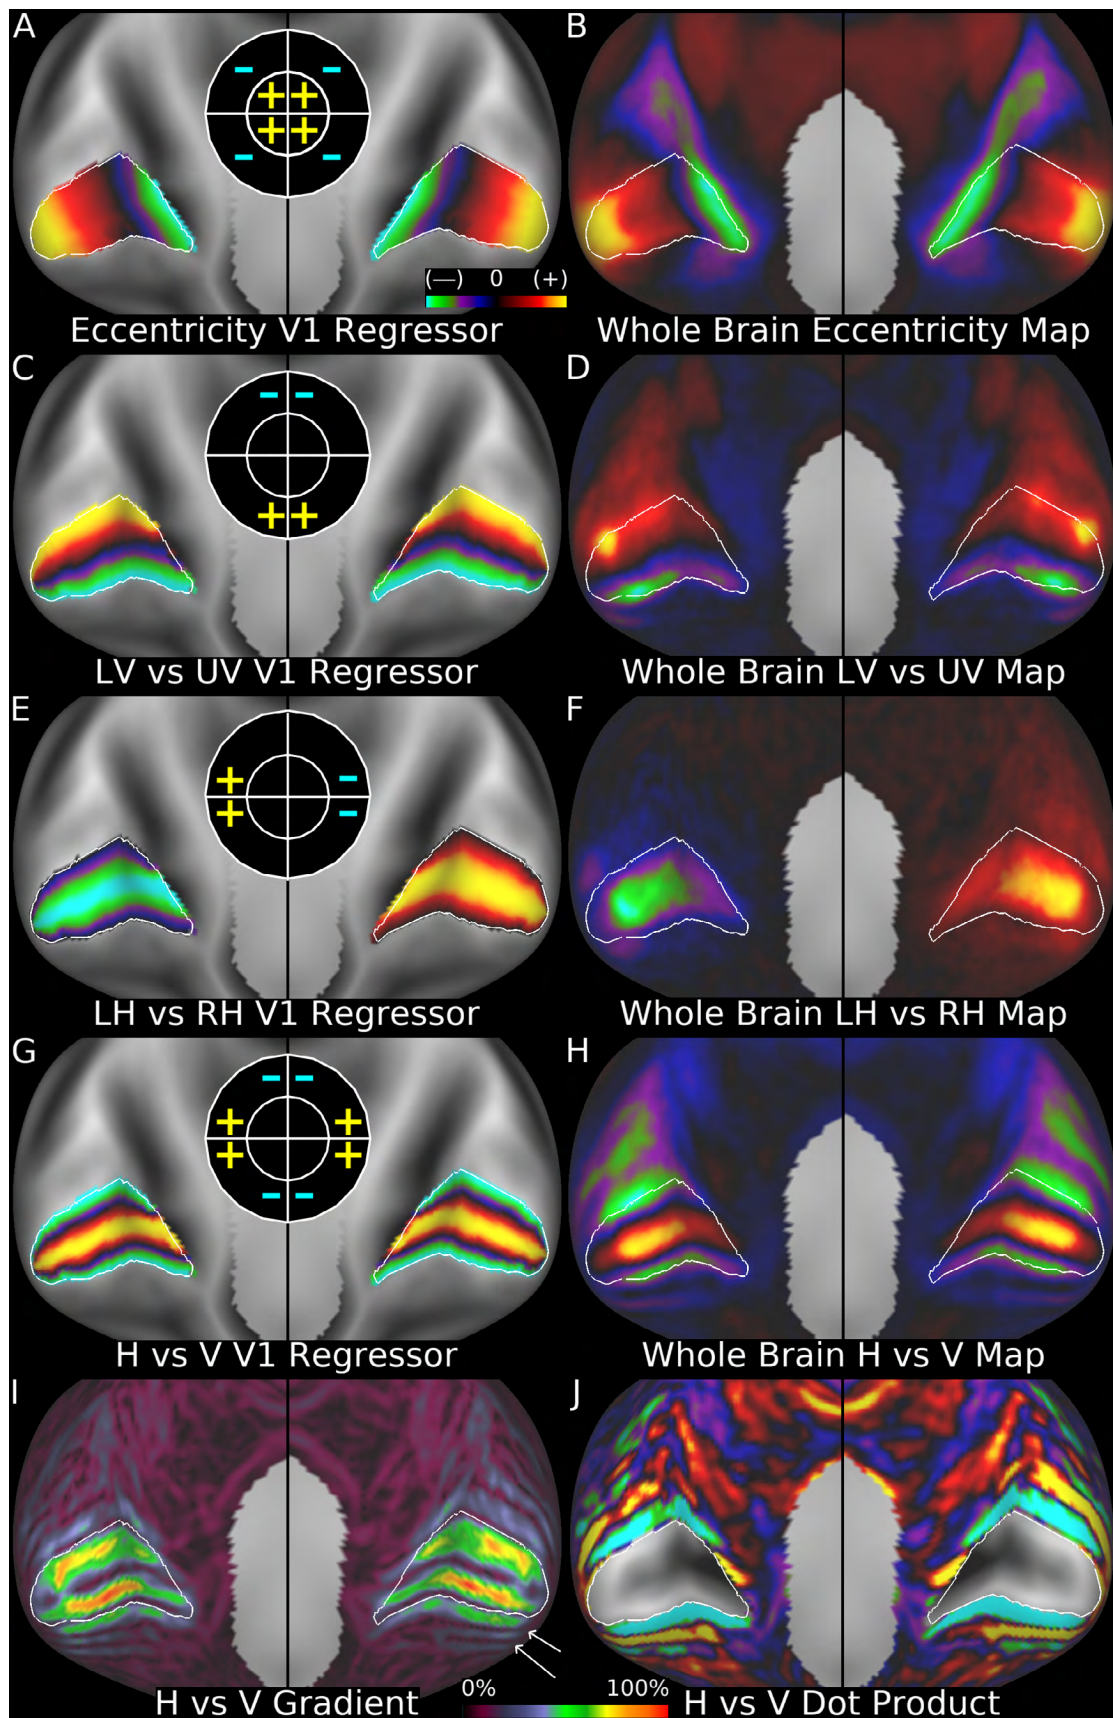 A
B
(—) 0 (+)
Eccentricity V1 Regressor
Whole Brain Eccentricity Map
C
D
LV vs UV V1 Regressor
Whole Brain LV vs UV Map
E
F
LH vs RH V1 Regressor
Whole Brain LH vs RH Map
G
H
H vs V V1 Regressor
Whole Brain H vs V Map
I
J
0% 100%
H vs V Gradient
H vs V Dot Product